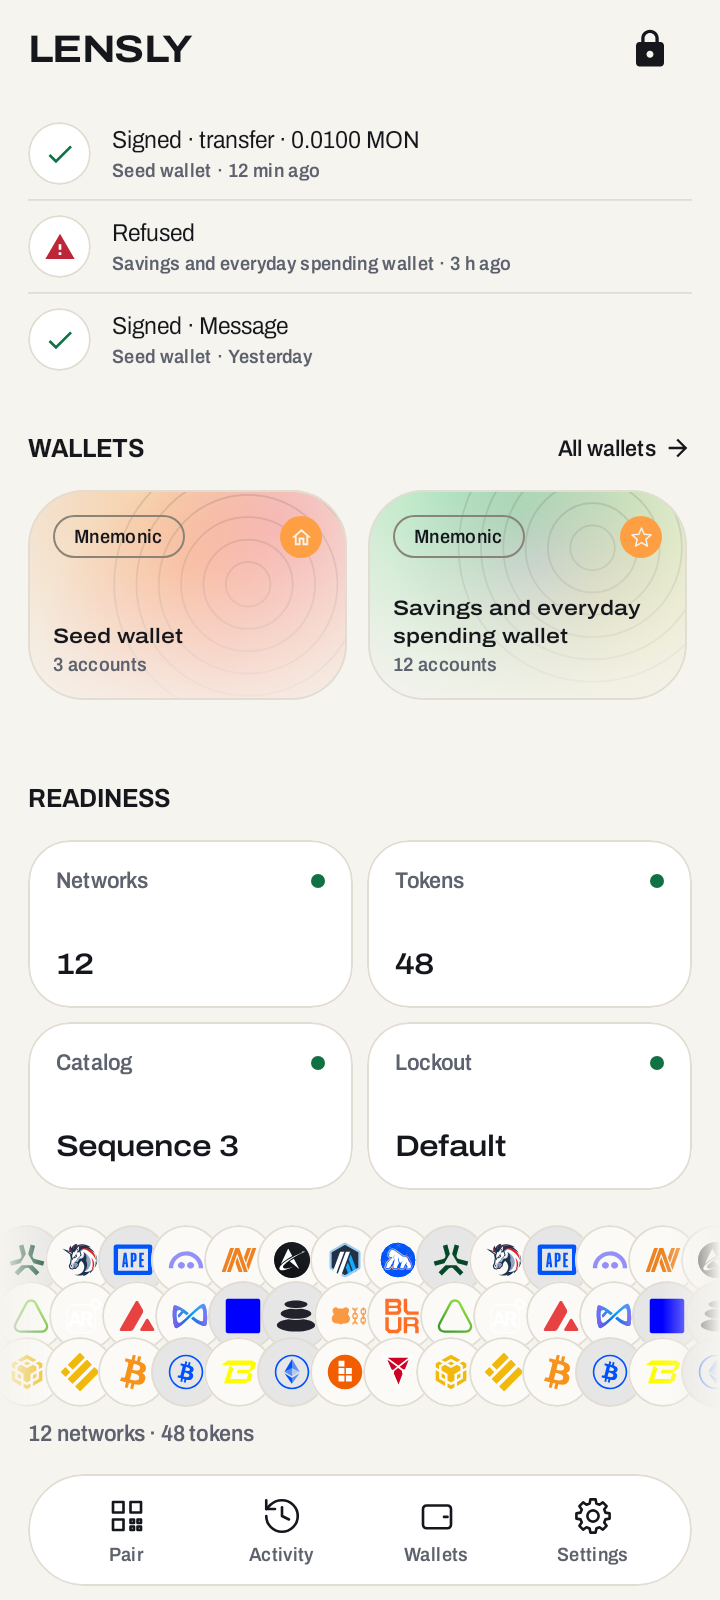 LENSLY
Signed · transfer · 0.0100 MON
Seed wallet · 12 min ago
Refused
Savings and everyday spending wallet · 3 h ago
Signed · Message
Seed wallet · Yesterday
WALLETS
All wallets
Mnemonic
Seed wallet
3 accounts
Mnemonic
Savings and everyday
spending wallet
12 accounts
READINESS
Networks
12
Tokens
48
Catalog
Sequence 3
Lockout
Default
APE
APE
AR
BL
UR
AR
12 networks · 48 tokens
Pair
Activity
Wallets
Settings